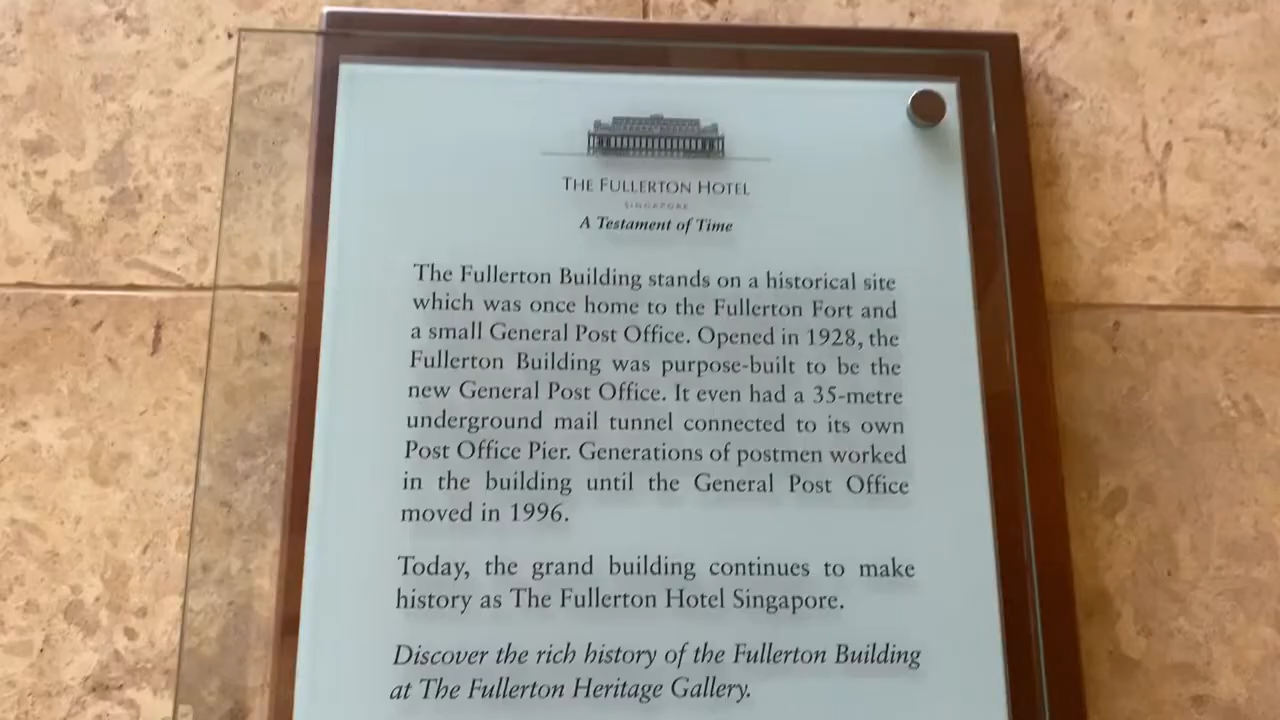 THE FULLERTON HOTEL
SINGAPORE
A Testament of Time
The Fullerton Building stands on a historical site
which was once home to the Fullerton Fort and
a small General Post Office. Opened in 1928, the
Fullerton Building was purpose-built to be the
new General Post Office. It even had a 35-metre
underground mail tunnel connected to its own
Post Office Pier. Generations of postmen worked
in the building until the General Post Office
moved in 1996.
Today, the grand building continues to make
history as The Fullerton Hotel Singapore.
Discover the rich history of the Fullerton Building
at The Fullerton Heritage Gallery.